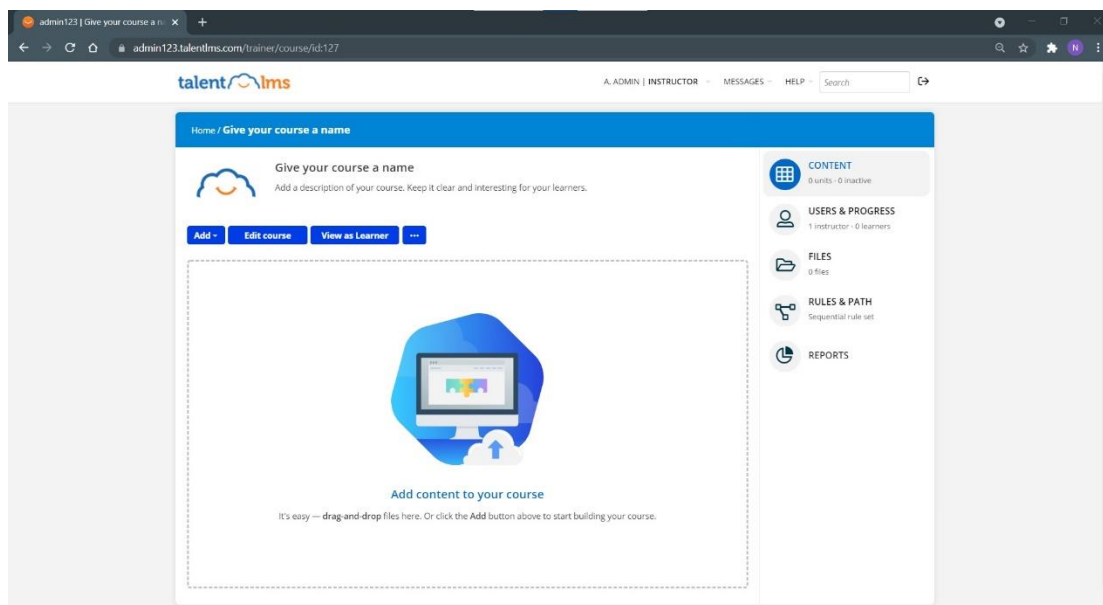 admin123 | Give your course a n
admin123.talentlms.com/trainer/course/id:127
N
talentlms
A. ADMIN | INSTRUCTOR
MESSAGES
HELP
Search
Home / Give your course a name
Give your course a name
Add a description of your course. Keep it clear and interesting for your learners.
Add
Edit course
View as Learner
...
Add content to your course
It's easy — drag-and-drop files here. Or click the Add button above to start building your course.
CONTENT
0 units · 0 inactive
USERS & PROGRESS
1 instructor · 0 learners
FILES
0 files
RULES & PATH
Sequential rule set
REPORTS